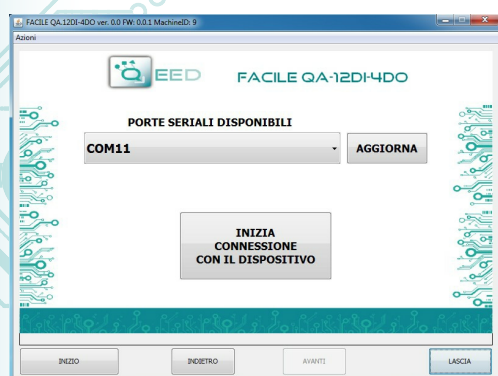 FACILE QA.12DI-4DO ver. 0.0 FW: 0.0.1 MachineID: 9
Azioni
QEED FACILE QA-12DI-4DO
PORTE SERIALI DISPONIBILI
COM11 AGGIORNA
INIZIA
CONNESSIONE
CON IL DISPOSITIVO
INIZIO INDIETRO AVANTI LASCIA